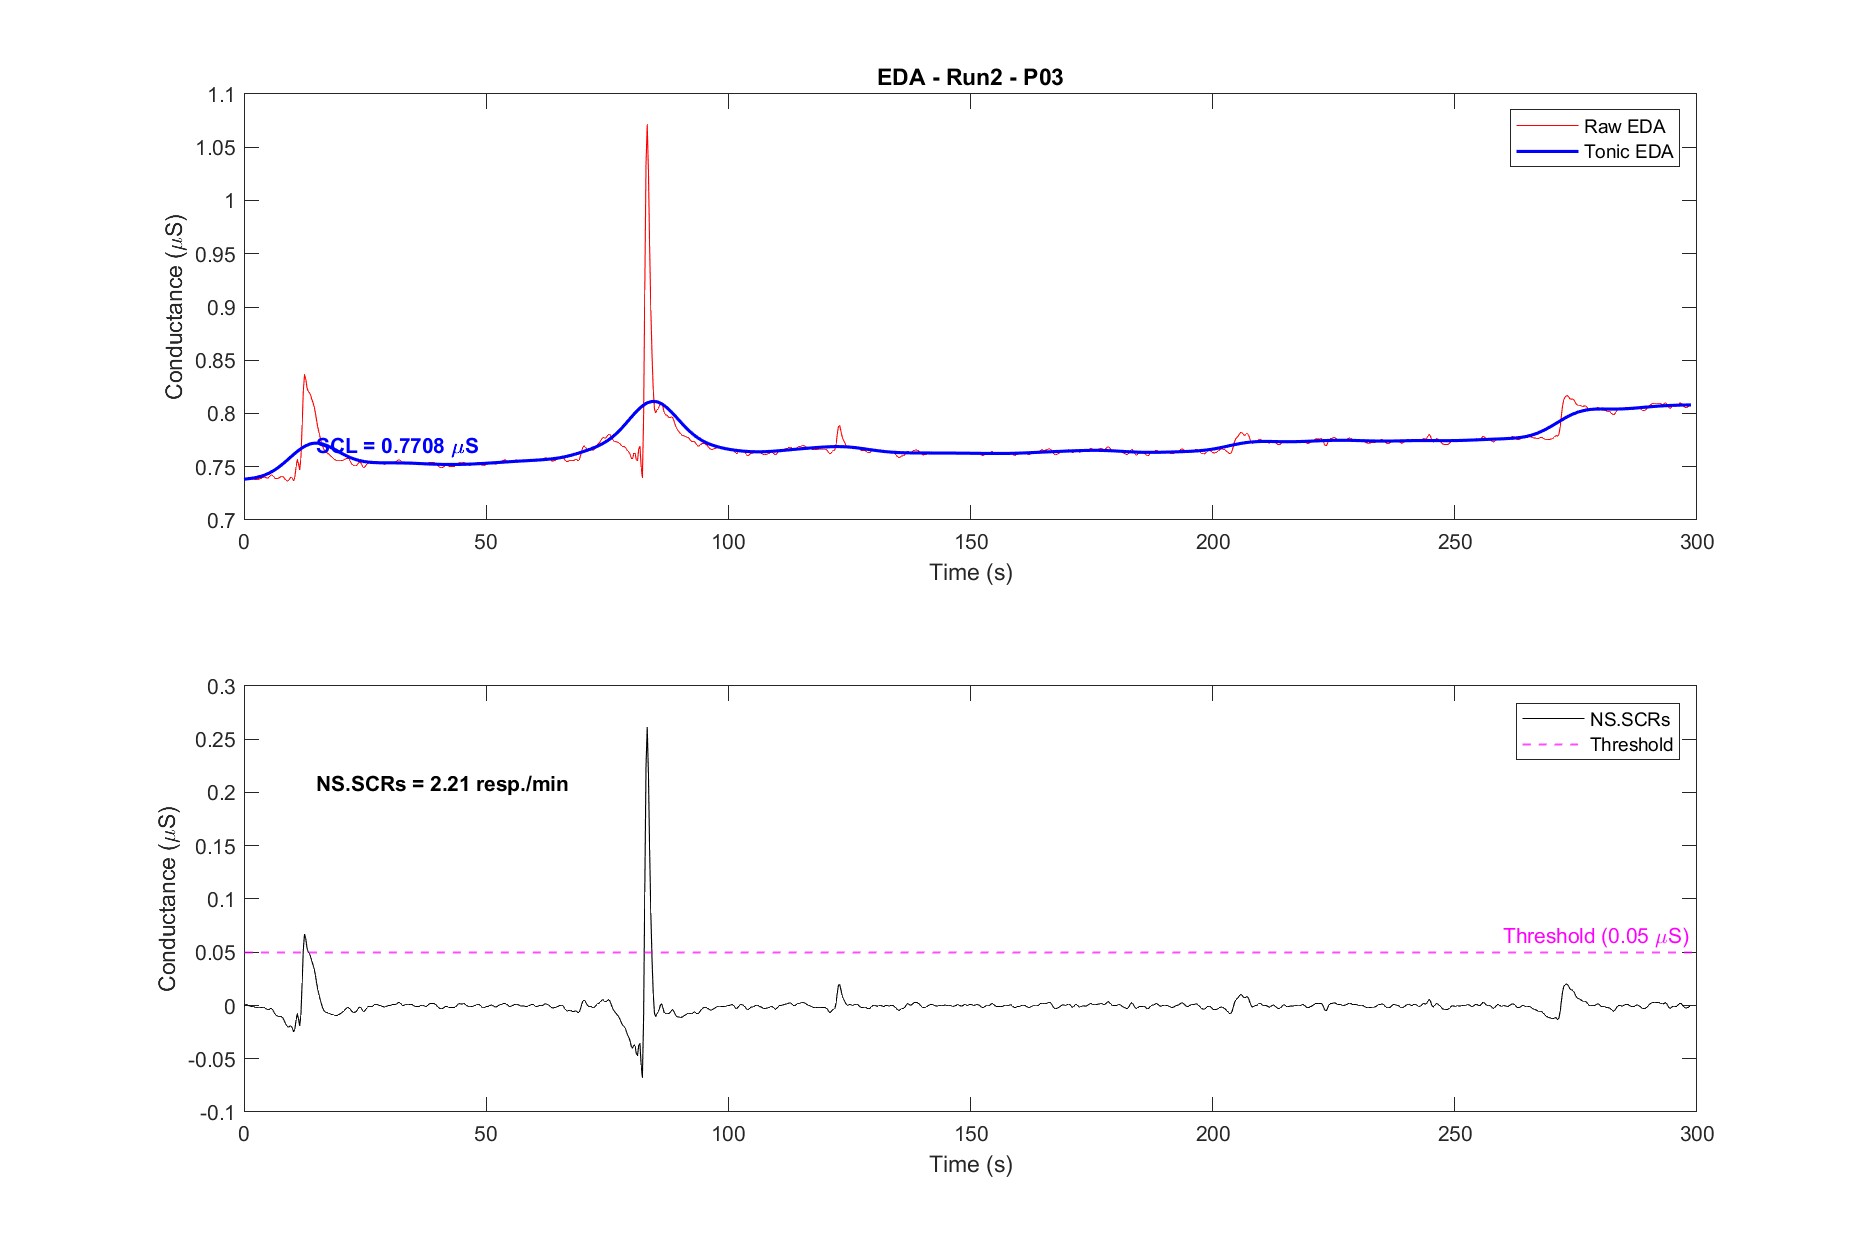 EDA - Run2 - P03
1.1
1.05
1
0.95
0.9
0.85
0.8
0.75
0.7
Conductance (μS)
Raw EDA
Tonic EDA
SCL = 0.7708 μS
0 50 100 150 200 250 300
Time (s)
0.3
0.25
0.2
0.15
0.1
0.05
0
-0.05
-0.1
Conductance (μS)
NS.SCRs
Threshold
NS.SCRs = 2.21 resp./min
Threshold (0.05 μS)
0 50 100 150 200 250 300
Time (s)